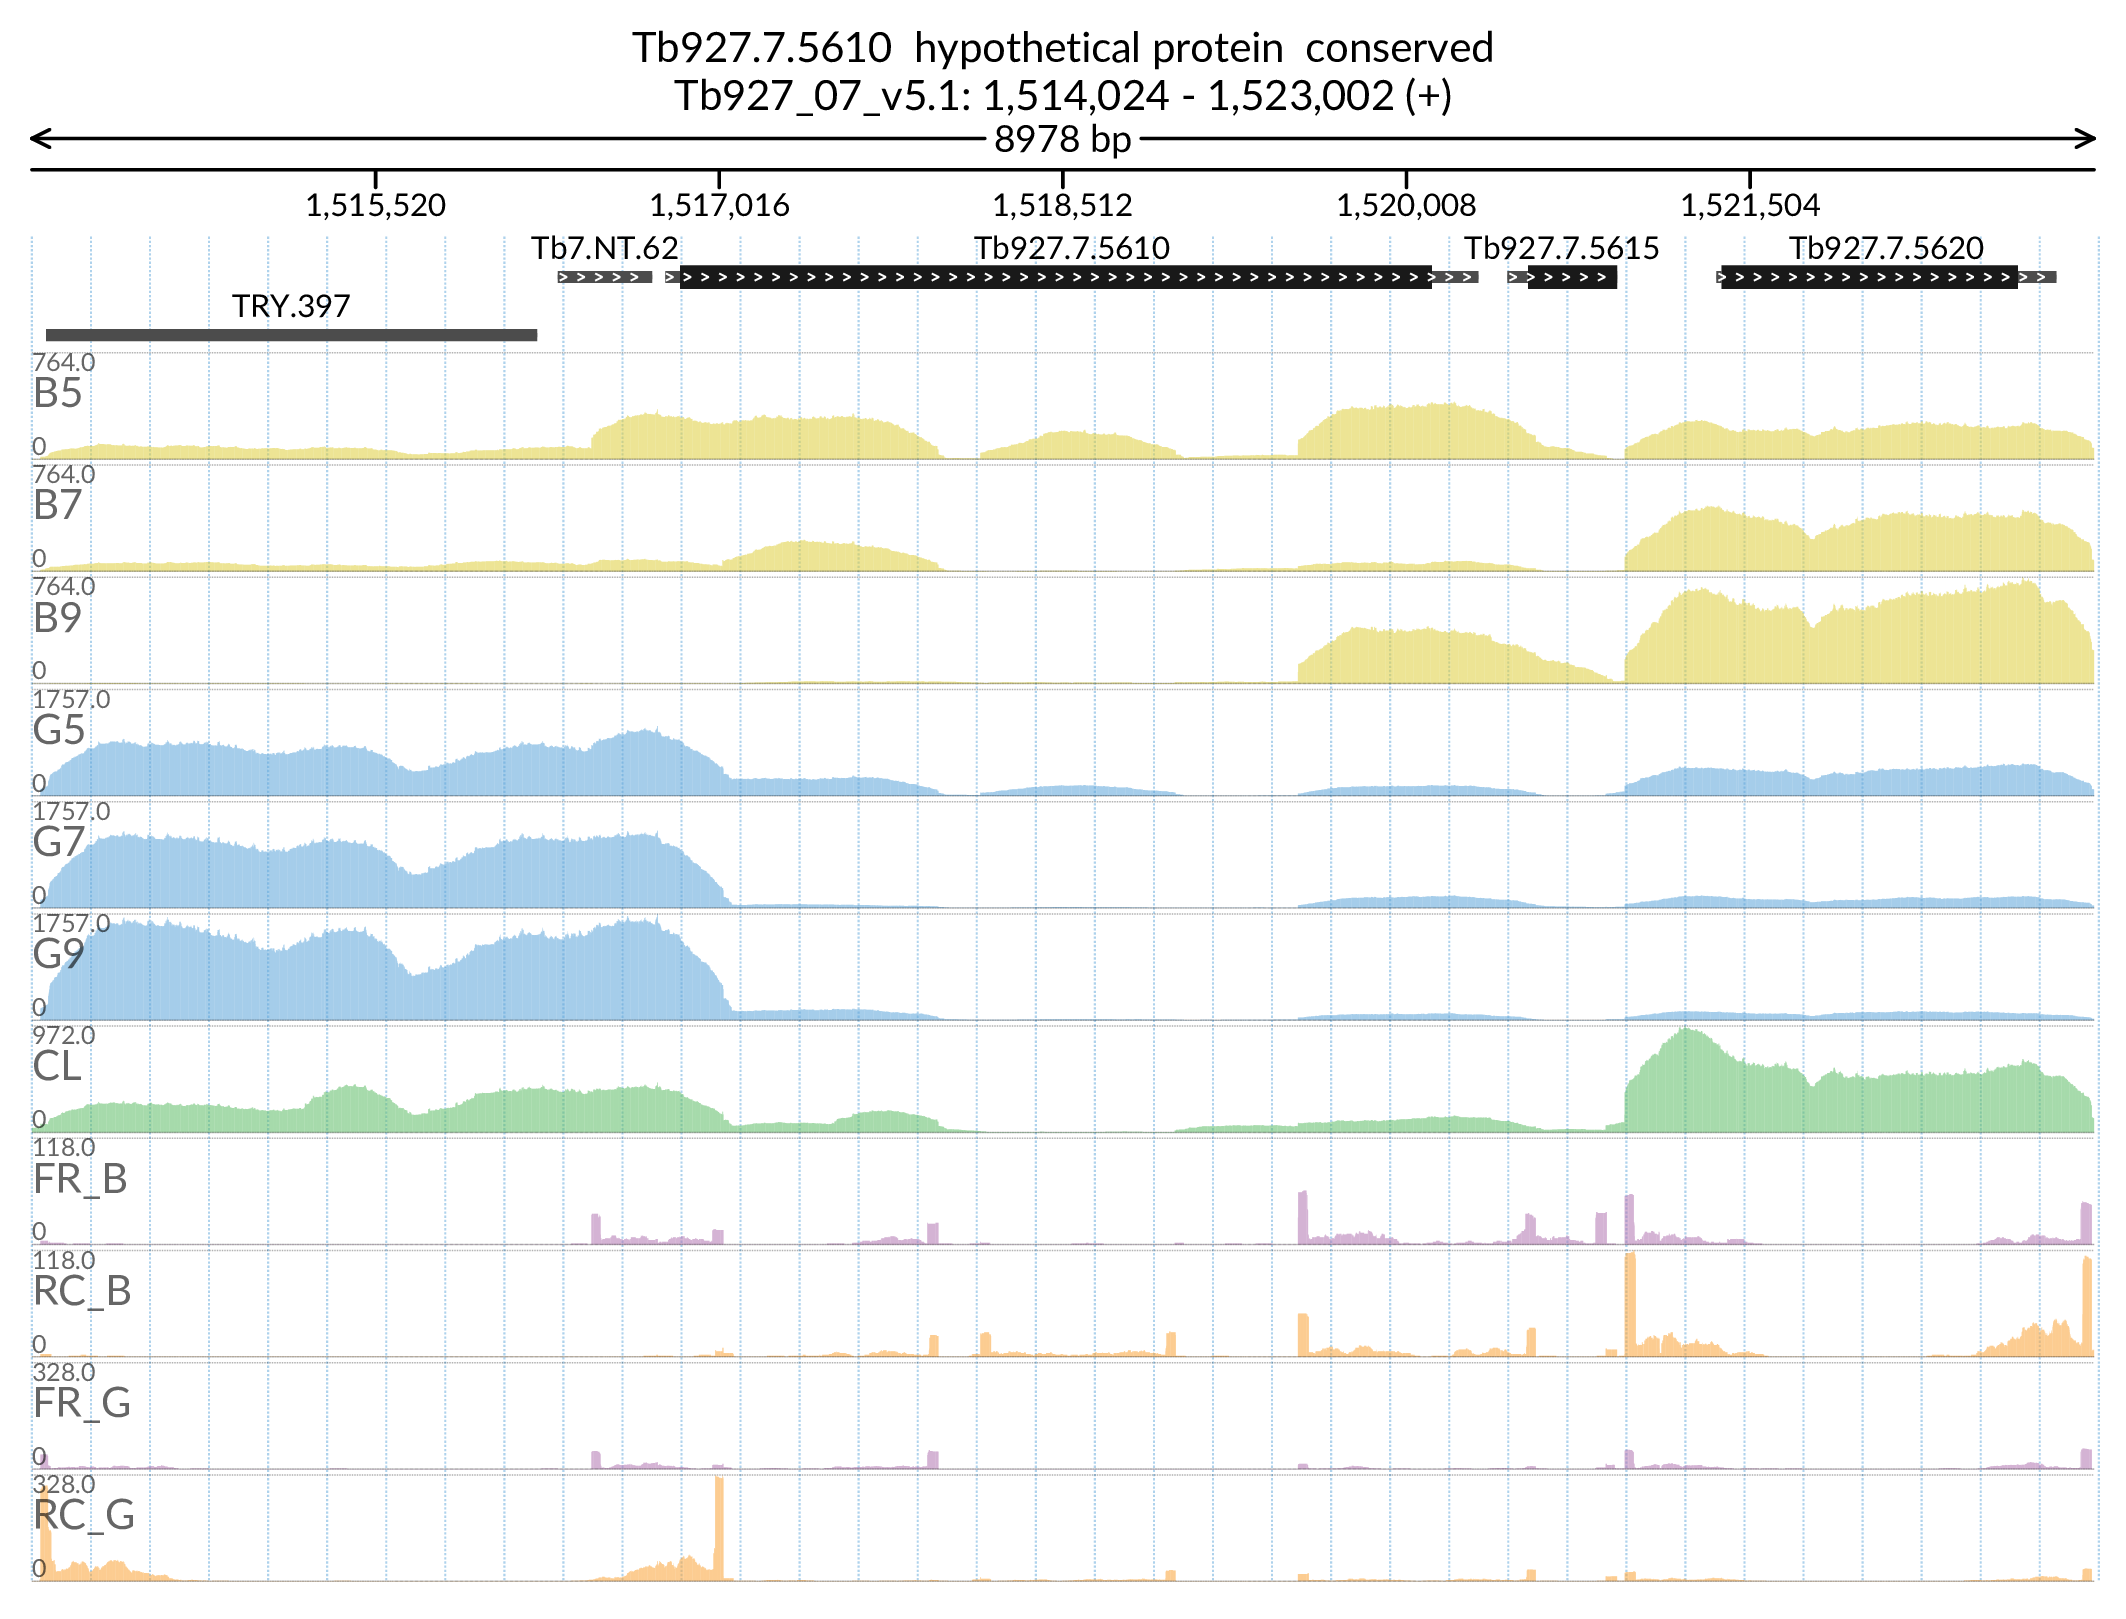 Tb927.7.5610 hypothetical protein conserved
Tb927_07_v5.1: 1,514,024 - 1,523,002 (+)
8978 bp
1,515,520 1,517,016 1,518,512 1,520,008 1,521,504
Tb7.NT.62 Tb927.7.5610 Tb927.7.5615 Tb927.7.5620
TRY.397
764.0
B5
0
764.0
B7
0
764.0
B9
0
1757.0
G5
0
1757.0
G7
0
1757.0
G9
0
972.0
CL
0
118.0
FR_B
0
118.0
RC_B
0
328.0
FR_G
0
328.0
RC_G
0